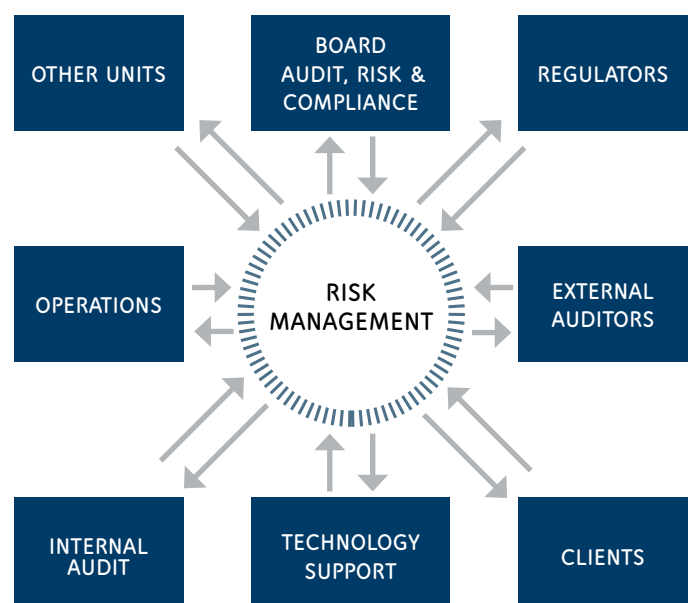 OTHER UNITS
BOARD
AUDIT, RISK &
COMPLIANCE
REGULATORS
OPERATIONS
RISK
MANAGEMENT
EXTERNAL
AUDITORS
INTERNAL
AUDIT
TECHNOLOGY
SUPPORT
CLIENTS